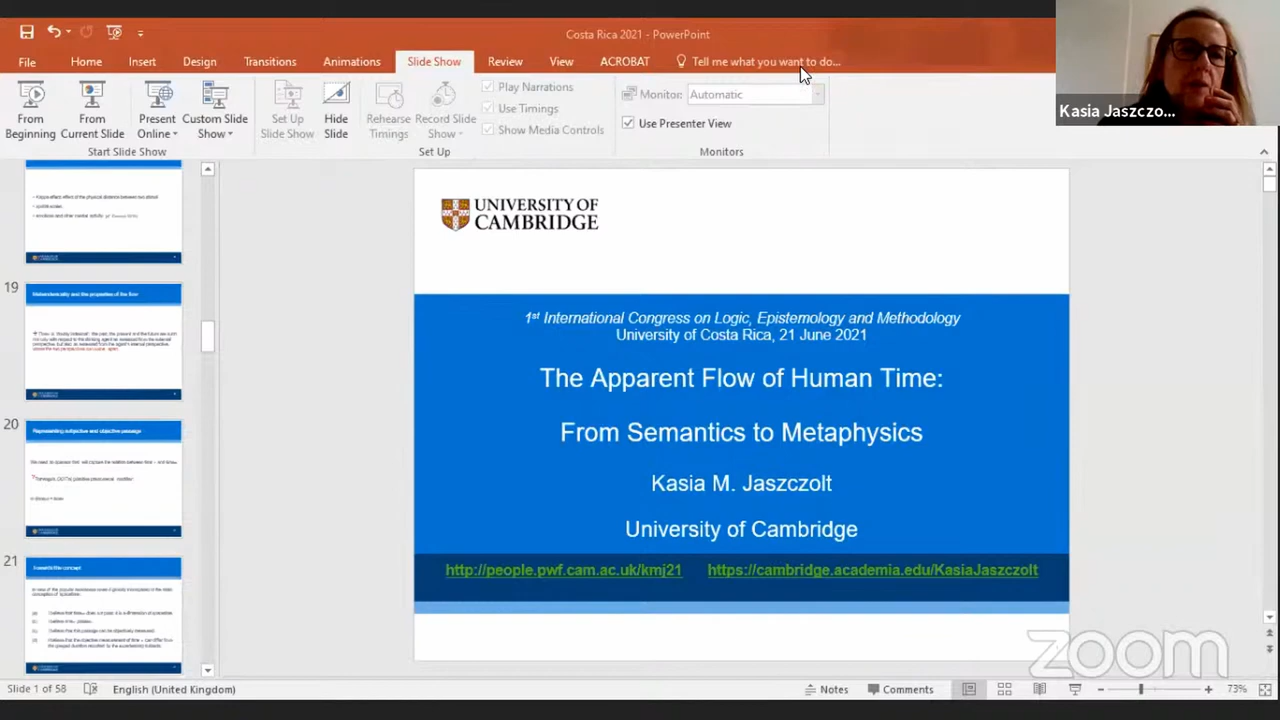 Costa Rica 2021 - PowerPoint
File Home Insert Design Transitions Animations Slide Show Review View ACROBAT Tell me what you want to do...
Kasia Jaszczo...
From Beginning
From Current Slide
Present Online
Custom Slide Show
Set Up Slide Show
Hide Slide
Rehearse Timings
Record Slide Show
Play Narrations
Use Timings
Show Media Controls
Monitor: Automatic
Use Presenter View
Start Slide Show
Set Up
Monitors
19
20
Representing subjective and objective passage
21
UNIVERSITY OF
CAMBRIDGE
1st International Congress on Logic, Epistemology and Methodology
University of Costa Rica, 21 June 2021
The Apparent Flow of Human Time:
From Semantics to Metaphysics
Kasia M. Jaszczolt
University of Cambridge
http://people.pwf.cam.ac.uk/kmj21 https://cambridge.academia.edu/KasiaJaszczolt
zoom
Slide 1 of 58 English (United Kingdom) Notes Comments 73%